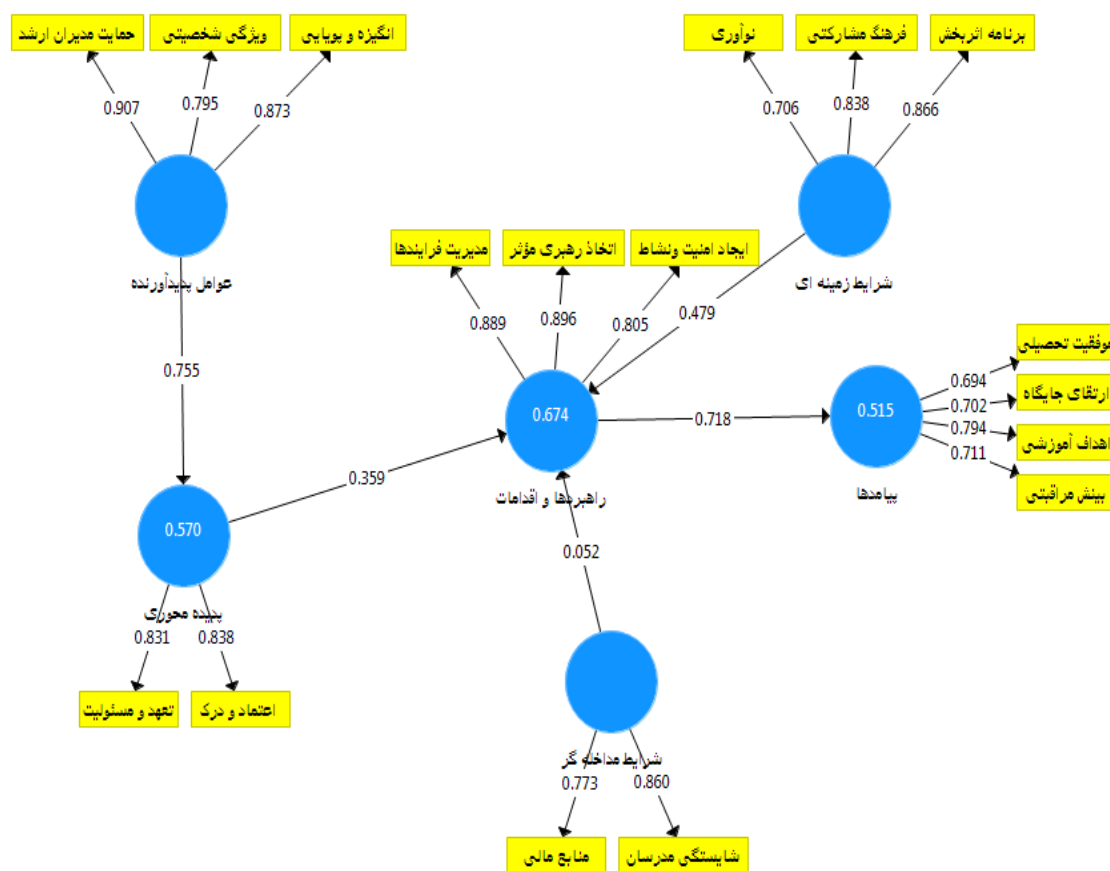 انگیزه و پویایی
ویژگی شخصیتی
حمایت مدیران ارشد
0.907
0.795
0.873
عوامل پدیدآورنده
برنامه اثربخش
فرهنگ مشارکتی
نوآوری
0.706
0.838
0.866
شرایط زمینه ای
ایجاد امنیت ونشاط
اتخاذ رهبری مؤثر
مدیریت فرایندها
0.889
0.896
0.805
0.479
0.755
0.674
راهبردها و اقدامات
0.718
0.515
پیامدها
موفقیت تحصیلی
0.694
ارتقای جایگاه
0.702
اهداف آموزشی
0.794
بینش مراقبتی
0.711
0.359
0.570
پدیده محوری
0.831
0.838
اعتماد و درک
تعهد و مسئولیت
0.052
شرایط مداخله گر
0.773
0.860
شایستگی مدرسان
منابع مالی